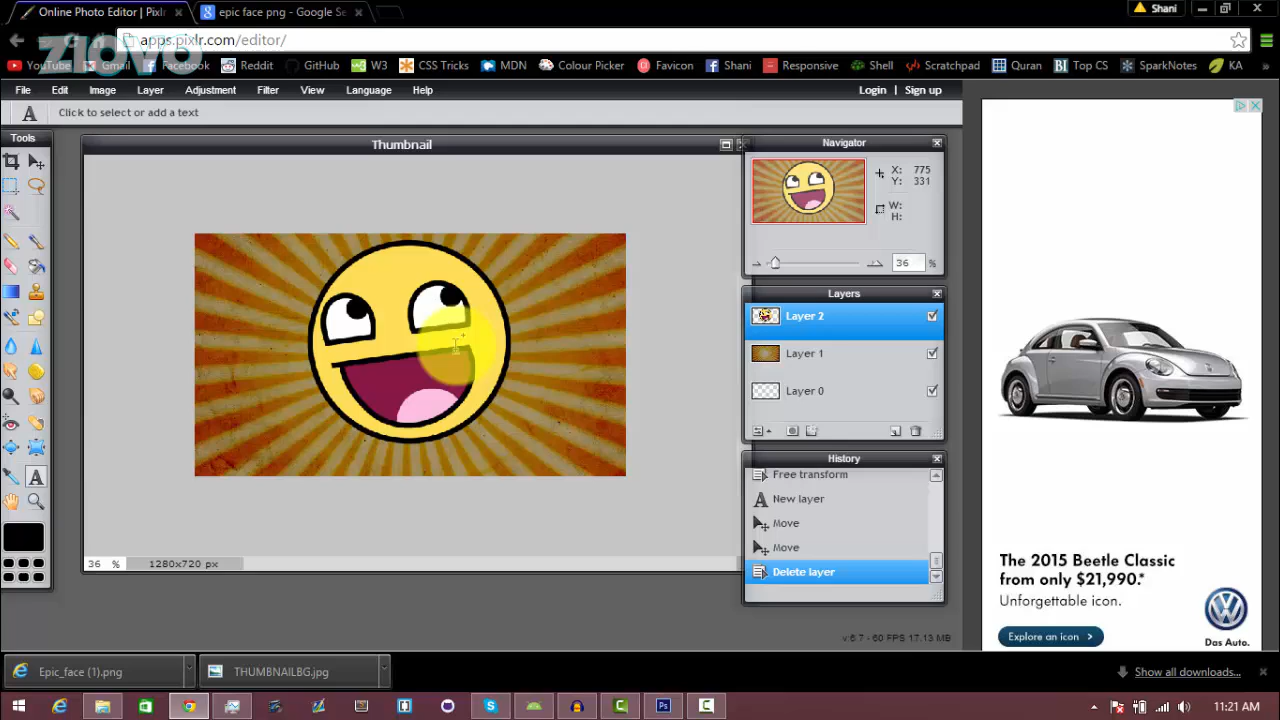 Online Photo Editor | Pixlr
epic face png - Google Se
Shani
apps.pixlr.com/editor/
ziovo
YouTube Gmail Facebook Reddit GitHub W3 CSS Tricks MDN Colour Picker Favicon Shani Responsive Shell Scratchpad Quran Top CS SparkNotes KA »
File Edit Image Layer Adjustment Filter View Language Help Login Sign up
A Click to select or add a text
Tools
Thumbnail
Navigator
X: 775
Y: 331
W:
H:
36 %
Layers
Layer 2
Layer 1
Layer 0
History
Free transform
New layer
Move
Move
Delete layer
36 % 1280x720 px
v:6.7 - 60 FPS 17.13 MB
The 2015 Beetle Classic
from only $21,990.*
Unforgettable icon.
Explore an icon >
Das Auto.
Epic_face (1).png
THUMBNAILBG.jpg
Show all downloads...
11:21 AM